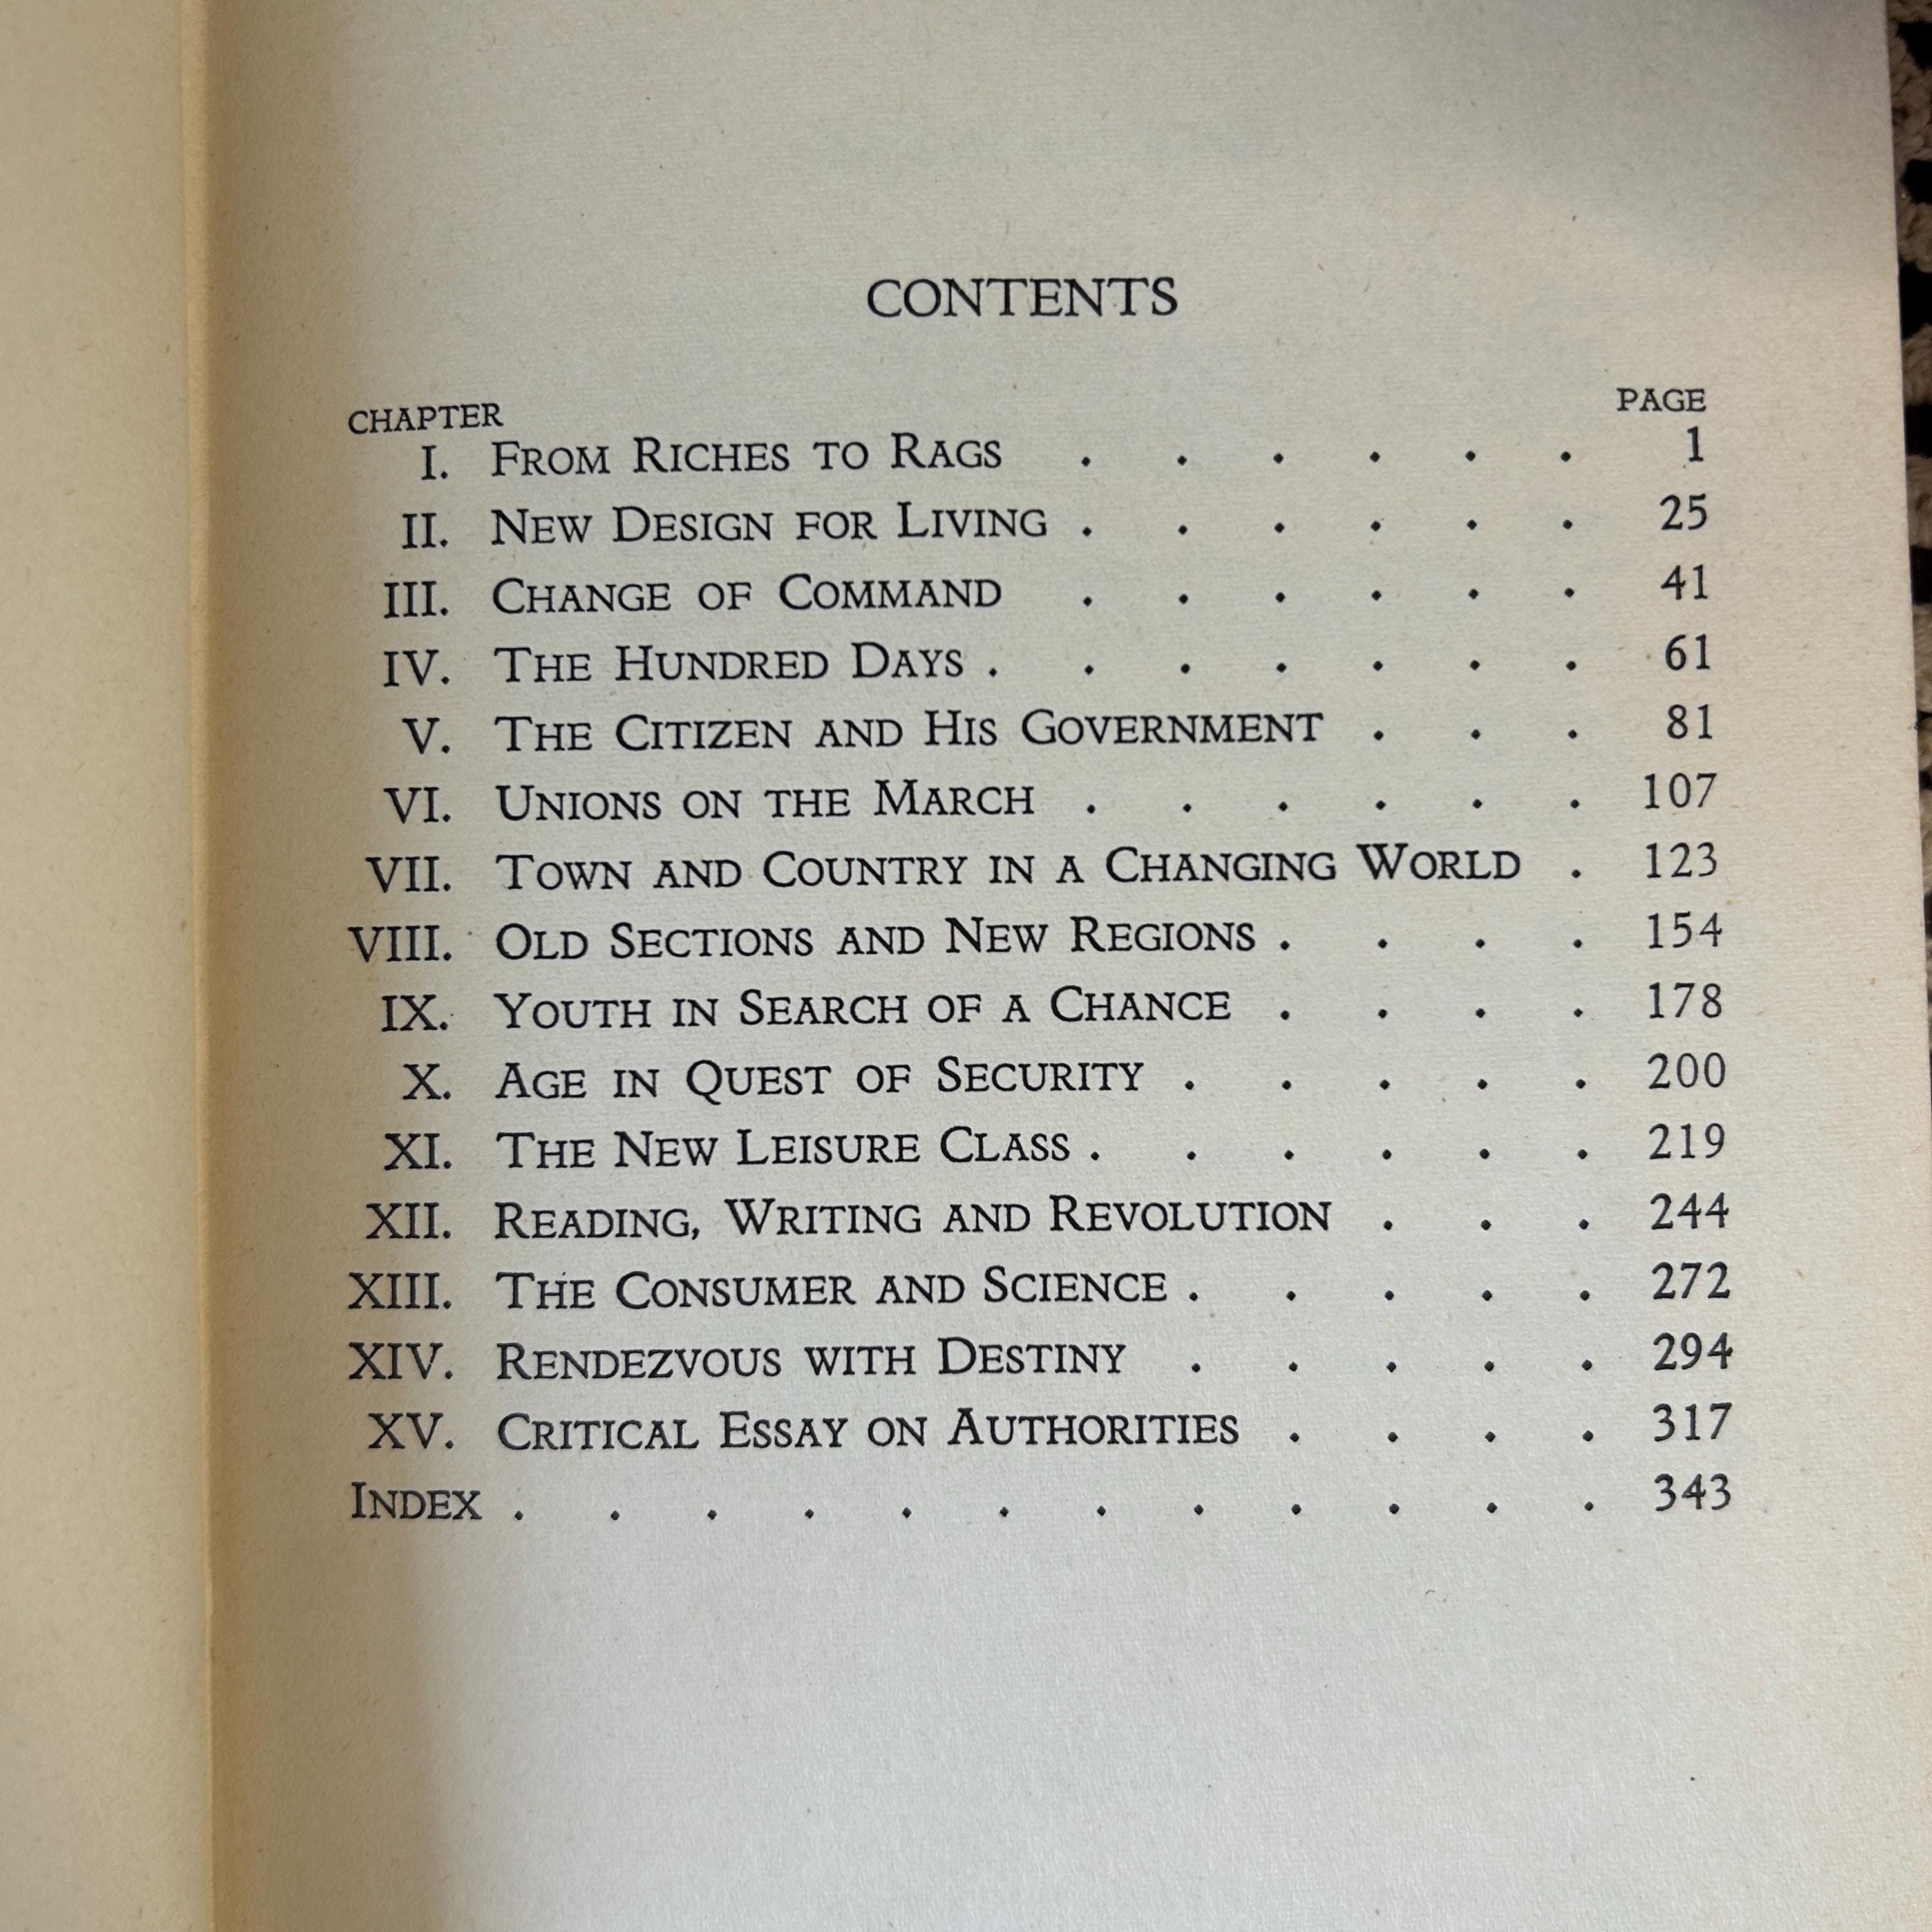 CONTENTS
CHAPTER PAGE
I. FROM RICHES TO RAGS . . . . . . 1
II. NEW DESIGN FOR LIVING . . . . . . 25
III. CHANGE OF COMMAND . . . . . . 41
IV. THE HUNDRED DAYS . . . . . . . 61
V. THE CITIZEN AND HIS GOVERNMENT . . . 81
VI. UNIONS ON THE MARCH . . . . . . 107
VII. TOWN AND COUNTRY IN A CHANGING WORLD . 123
VIII. OLD SECTIONS AND NEW REGIONS . . . . 154
IX. YOUTH IN SEARCH OF A CHANCE . . . . 178
X. AGE IN QUEST OF SECURITY . . . . . 200
XI. THE NEW LEISURE CLASS . . . . . . 219
XII. READING, WRITING AND REVOLUTION . . . 244
XIII. THE CONSUMER AND SCIENCE . . . . . 272
XIV. RENDEZVOUS WITH DESTINY . . . . . 294
XV. CRITICAL ESSAY ON AUTHORITIES . . . . 317
INDEX . . . . . . . . . . . . 343